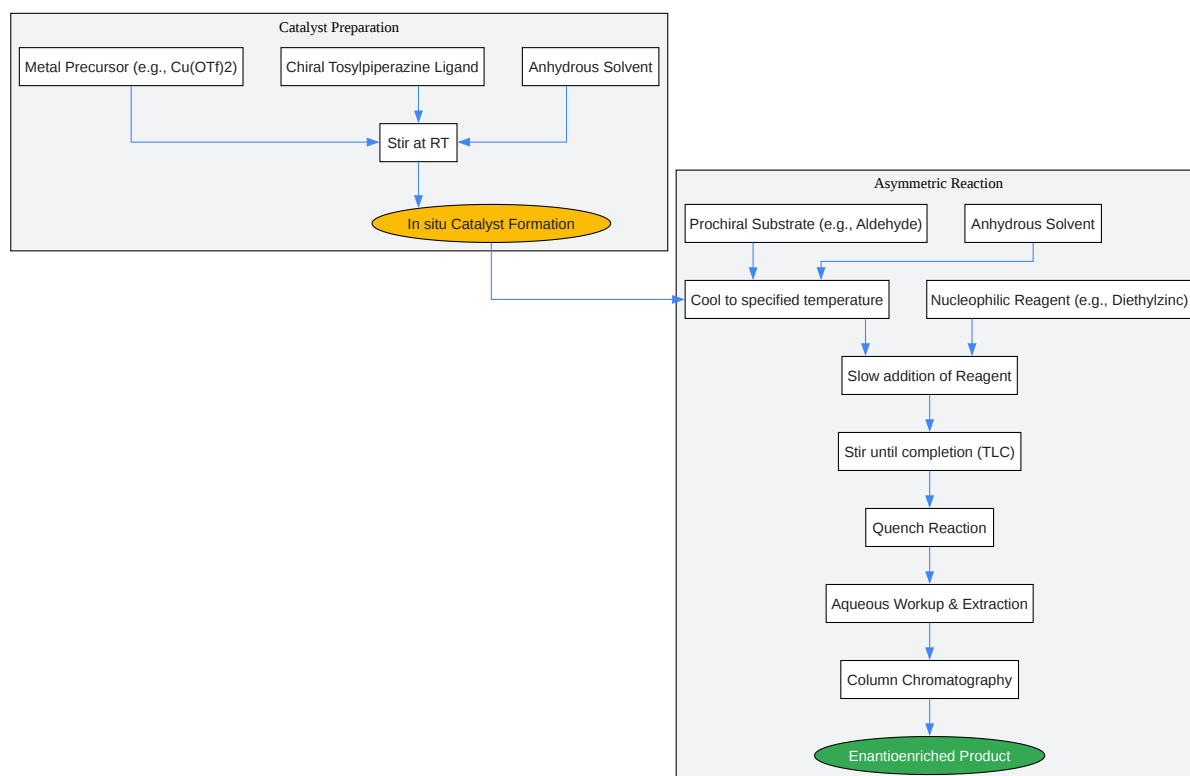 Catalyst Preparation
Metal Precursor (e.g., Cu(OTf)2)
Chiral Tosylpiperazine Ligand
Anhydrous Solvent
Stir at RT
In situ Catalyst Formation
Asymmetric Reaction
Prochiral Substrate (e.g., Aldehyde)
Anhydrous Solvent
Cool to specified temperature
Nucleophilic Reagent (e.g., Diethylzinc)
Slow addition of Reagent
Stir until completion (TLC)
Quench Reaction
Aqueous Workup & Extraction
Column Chromatography
Enantioenriched Product